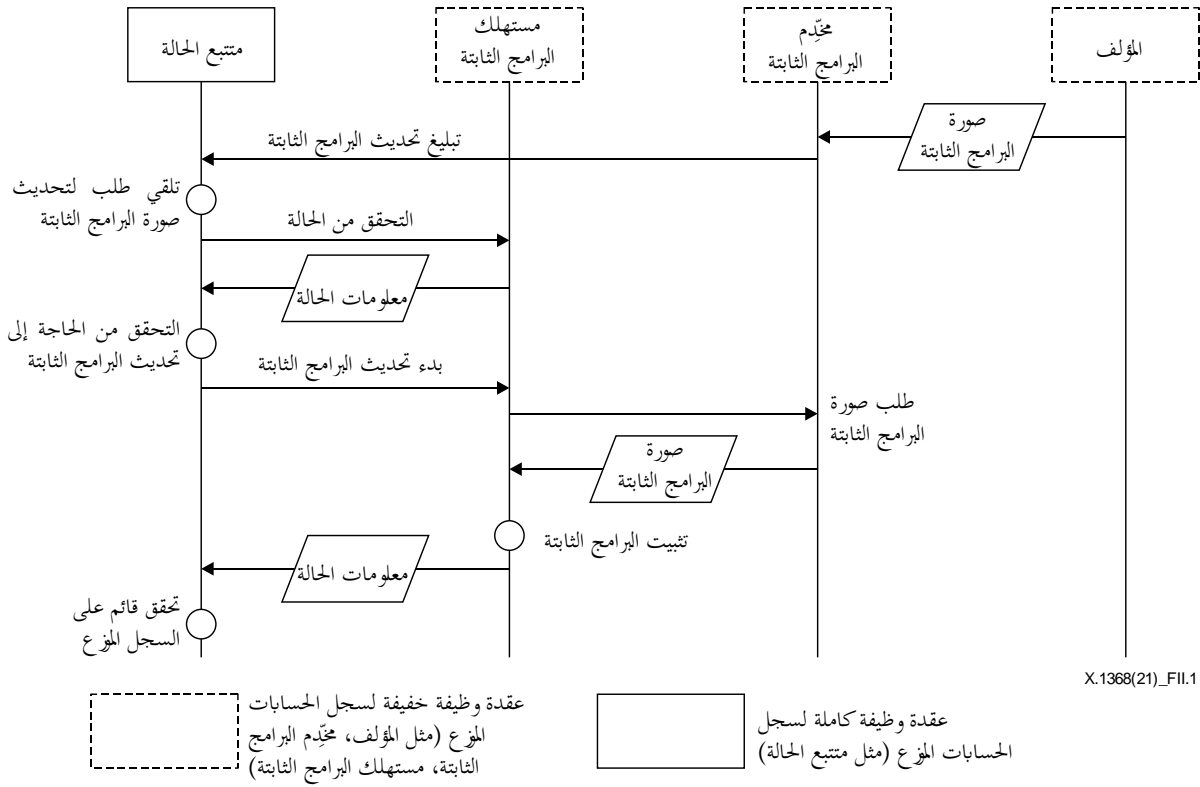 المؤلف
مخدِّم
البرامج الثابتة
مستهلك
البرامج الثابتة
متتبع الحالة
صورة
البرامج الثابتة
تبليغ تحديث البرامج الثابتة
تلقي طلب لتحديث
صورة البرامج الثابتة
التحقق من الحالة
معلومات الحالة
التحقق من الحاجة إلى
تحديث البرامج الثابتة
بدء تحديث البرامج الثابتة
طلب صورة
البرامج الثابتة
صورة
البرامج الثابتة
تثبيت البرامج الثابتة
معلومات الحالة
تحقق قائم على
السجل الموزع
X.1368(21)_FII.1
عقدة وظيفة كاملة لسجل
الحسابات الموزع (مثل متتبع الحالة)
عقدة وظيفة خفيفة لسجل الحسابات
الموزع (مثل المؤلف، مخدِّم البرامج
الثابتة، مستهلك البرامج الثابتة)